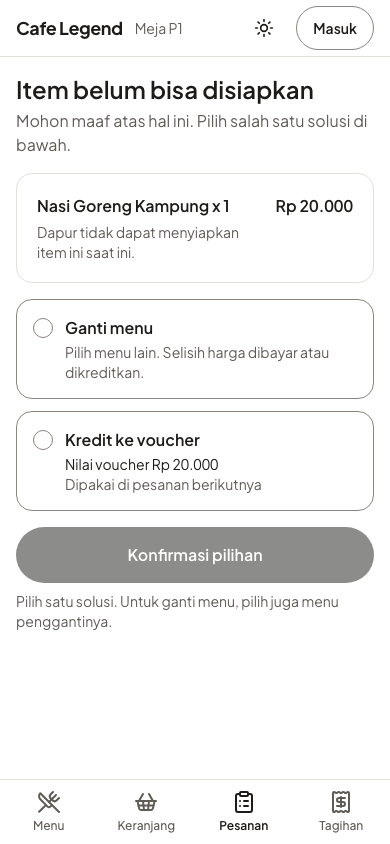 Cafe Legend Meja P1 Masuk
Item belum bisa disiapkan
Mohon maaf atas hal ini. Pilih salah satu solusi di
bawah.
Nasi Goreng Kampung x 1 Rp 20.000
Dapur tidak dapat menyiapkan
item ini saat ini.
Ganti menu
Pilih menu lain. Selisih harga dibayar atau
dikreditkan.
Kredit ke voucher
Nilai voucher Rp 20.000
Dipakai di pesanan berikutnya
Konfirmasi pilihan
Pilih satu solusi. Untuk ganti menu, pilih juga menu
penggantinya.
Menu Keranjang Pesanan Tagihan